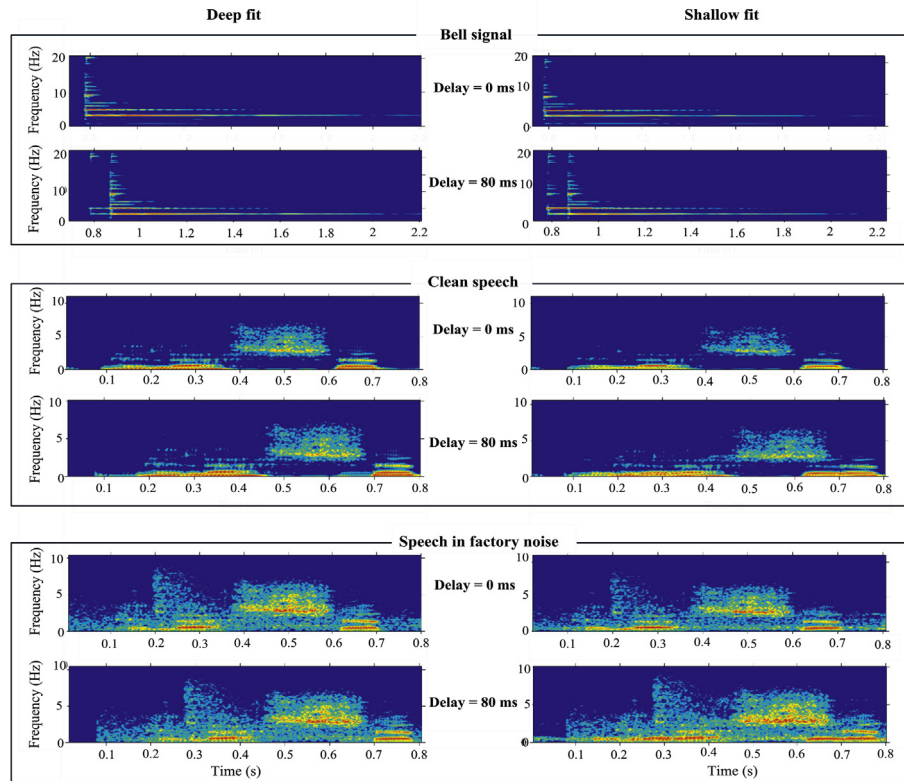 Deep fit
Shallow fit
Bell signal
Frequency (Hz)
20
10
0
Delay = 0 ms
20
10
0
Frequency (Hz)
20
10
0
0.8 1 1.2 1.4 1.6 1.8 2 2.2
Delay = 80 ms
20
10
0
0.8 1 1.2 1.4 1.6 1.8 2 2.2
Clean speech
Frequency (Hz)
10
5
0
0.1 0.2 0.3 0.4 0.5 0.6 0.7 0.8
Delay = 0 ms
10
5
0
0.1 0.2 0.3 0.4 0.5 0.6 0.7 0.8
Frequency (Hz)
10
5
0
0.1 0.2 0.3 0.4 0.5 0.6 0.7 0.8
Delay = 80 ms
10
5
0
0.1 0.2 0.3 0.4 0.5 0.6 0.7 0.8
Speech in factory noise
Frequency (Hz)
10
5
0
0.1 0.2 0.3 0.4 0.5 0.6 0.7 0.8
Delay = 0 ms
10
5
0
0.1 0.2 0.3 0.4 0.5 0.6 0.7 0.8
Frequency (Hz)
10
5
0
0.1 0.2 0.3 0.4 0.5 0.6 0.7 0.8
Time (s)
Delay = 80 ms
10
5
0
0.1 0.2 0.3 0.4 0.5 0.6 0.7 0.8
Time (s)